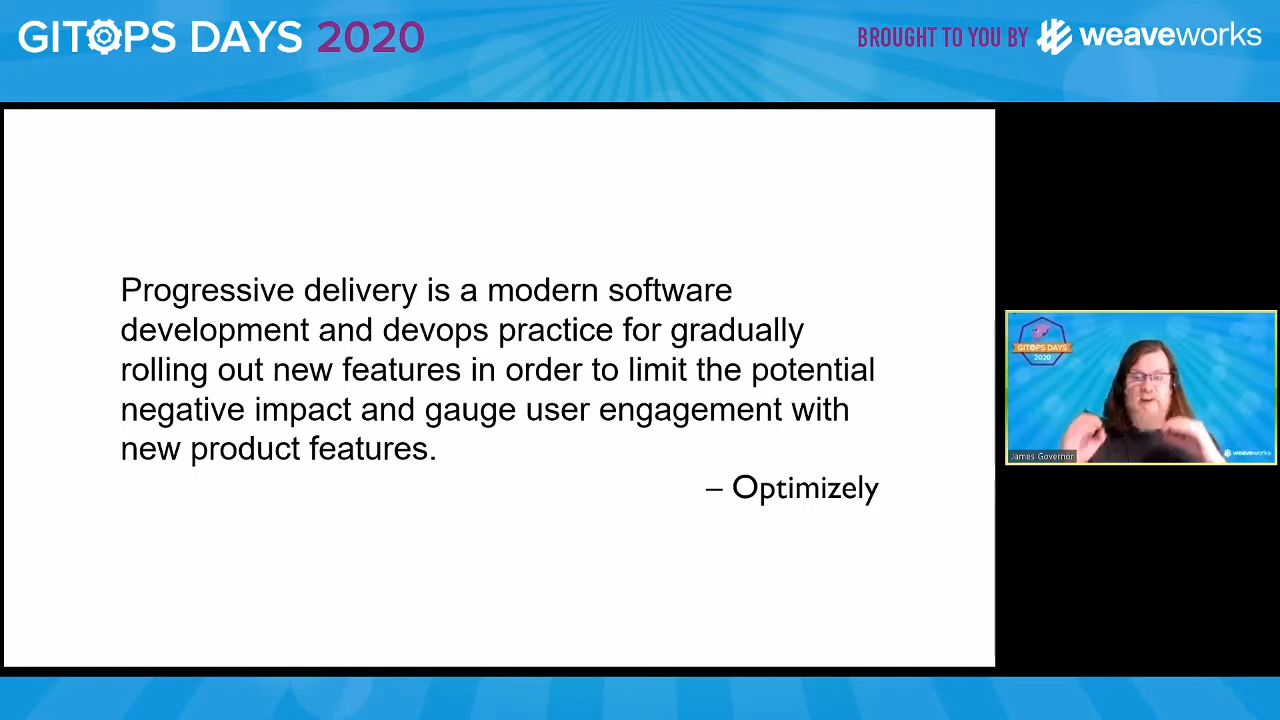 GITOPS DAYS 2020
BROUGHT TO YOU BY weaveworks
Progressive delivery is a modern software
development and devops practice for gradually
rolling out new features in order to limit the potential
negative impact and gauge user engagement with
new product features.
– Optimizely
GITOPS DAYS
2020
James Governor
weaveworks